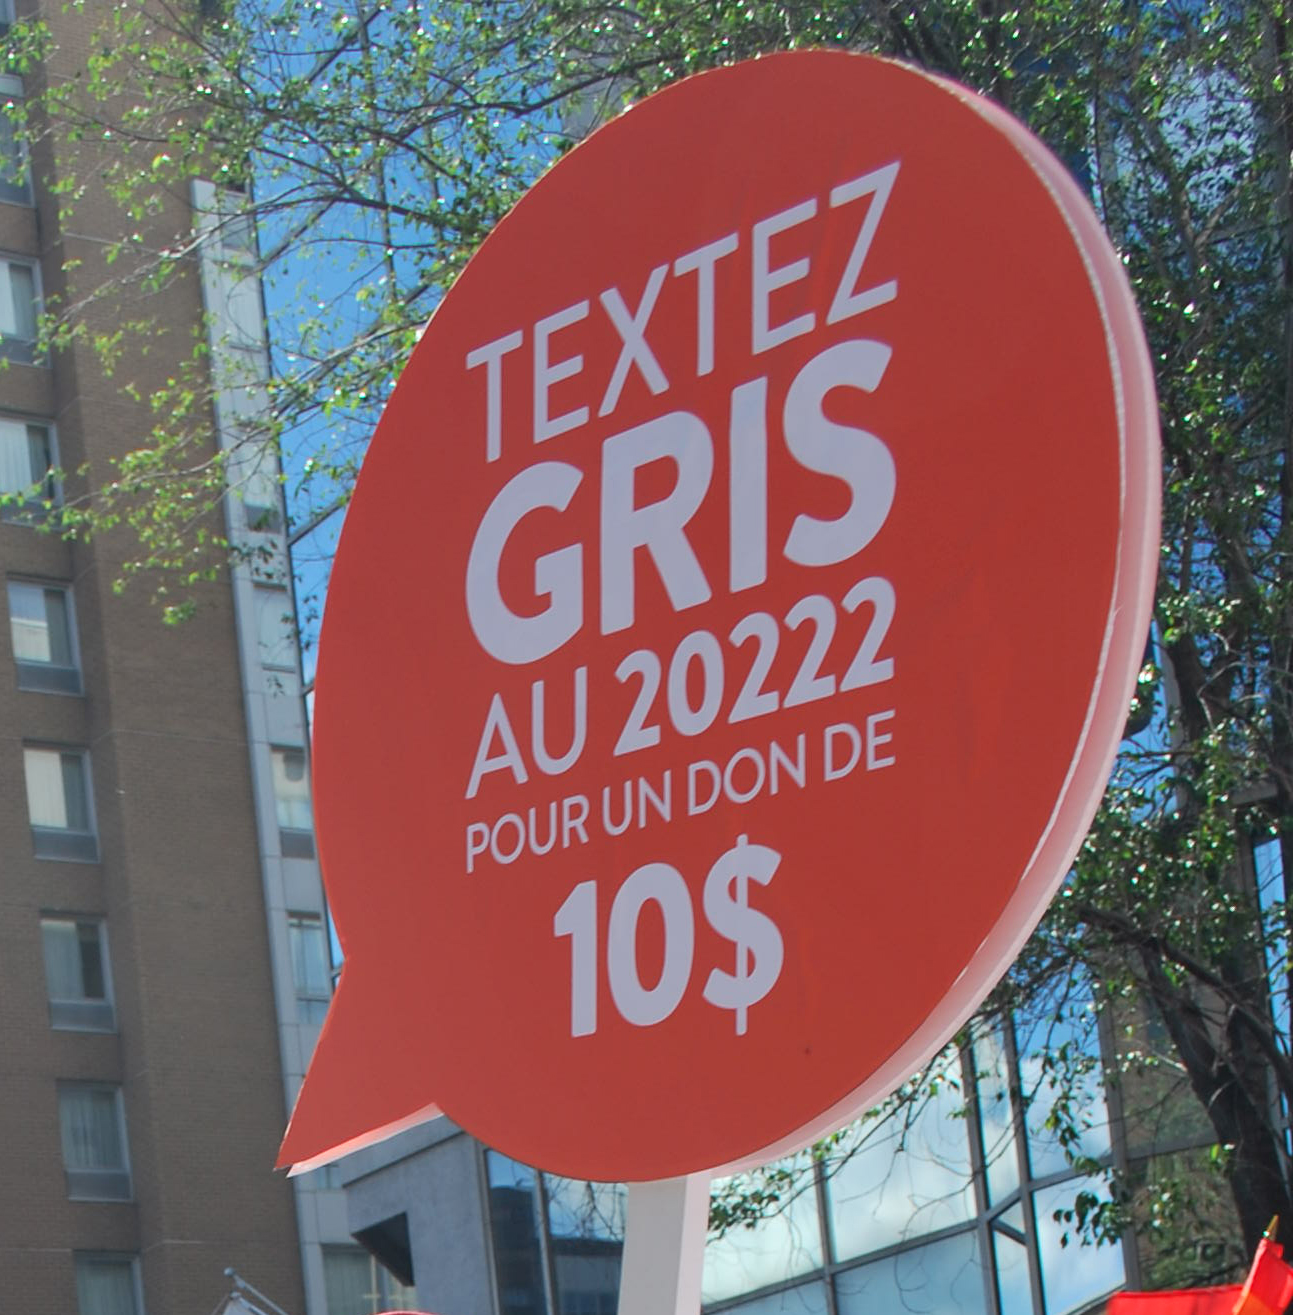 TEXTEZ
GRIS
AU 20222
POUR UN DON DE
10$